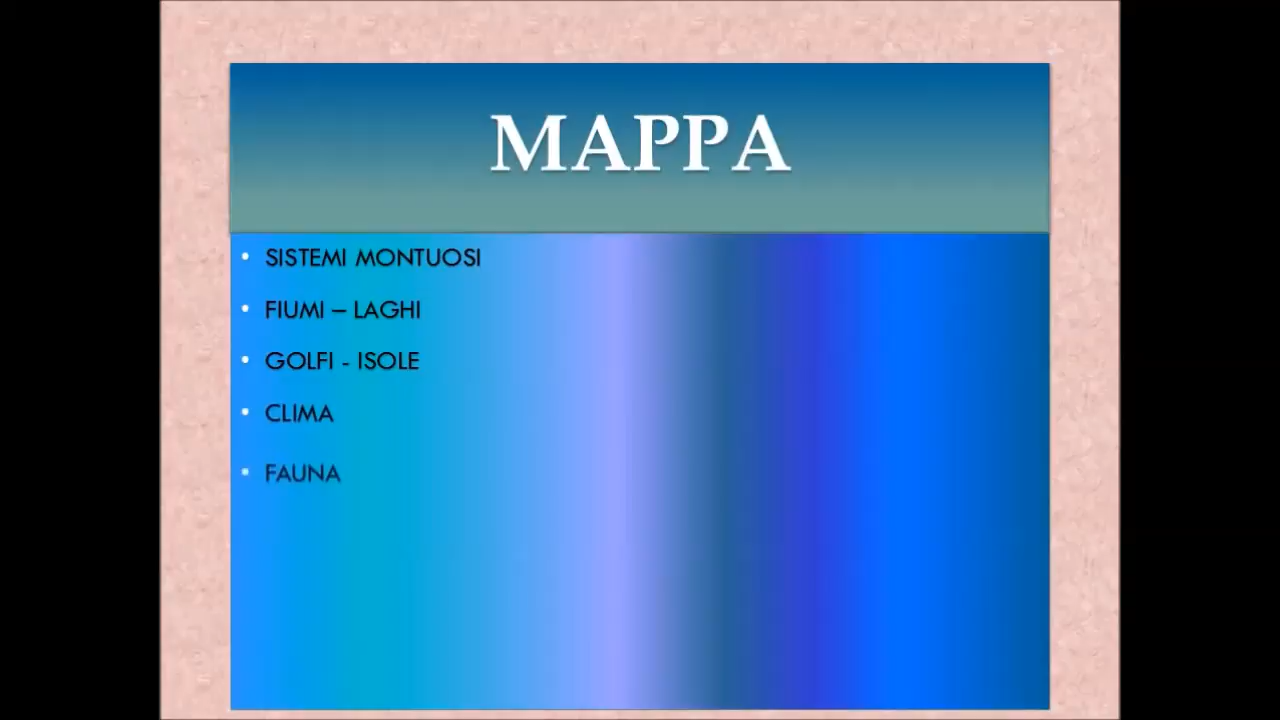 MAPPA
• SISTEMI MONTUOSI
• FIUMI – LAGHI
• GOLFI - ISOLE
• CLIMA
• FAUNA